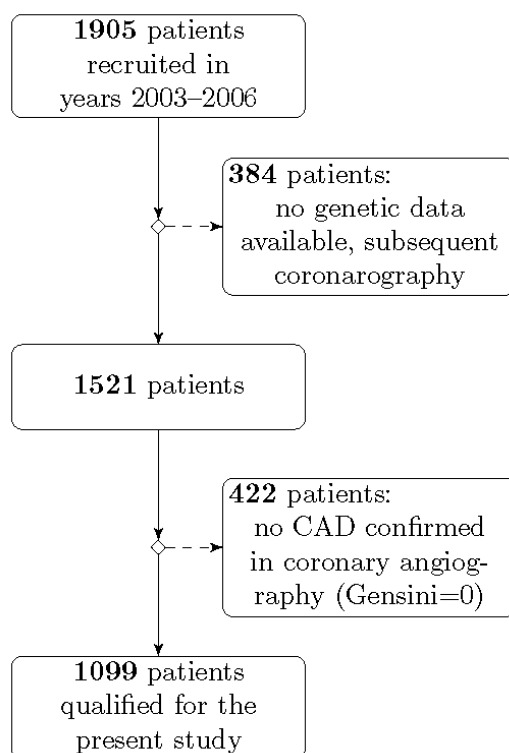 1905 patients
recruited in
years 2003–2006
384 patients:
no genetic data
available, subsequent
coronarography
1521 patients
422 patients:
no CAD confirmed
in coronary angiog-
raphy (Gensini=0)
1099 patients
qualified for the
present study